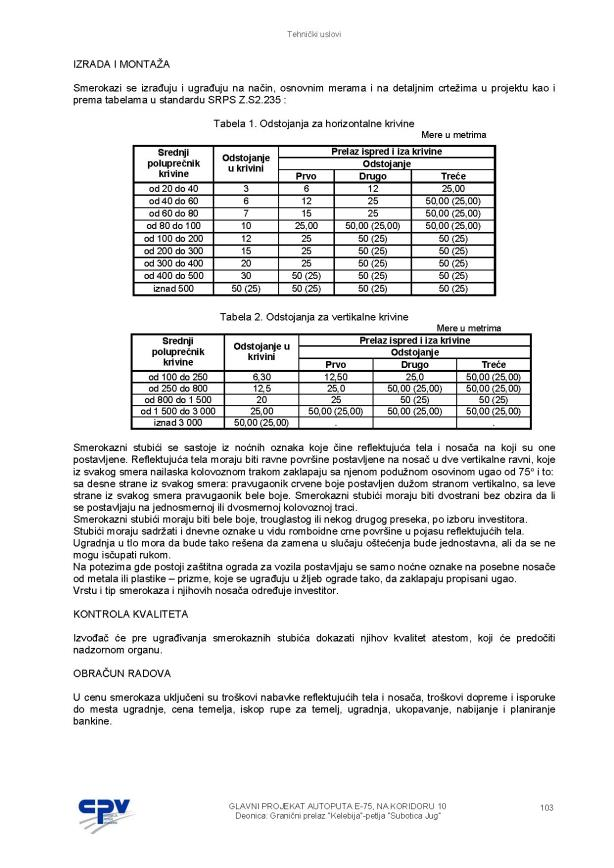 Tehnički uslovi
IZRADA I MONTAŽA
Smerokazi se izrađuju i ugrađuju na način, osnovnim merama i na detaljnim crtežima u projektu kao i
prema tabelama u standardu SRPS Z.S2.235 :
Tabela 1. Odstojanja za horizontalne krivine
Mere u metrima
Srednji poluprečnik krivine | Odstojanje u krivini | Prelaz ispred i iza krivine
Odstojanje
Prvo | Drugo | Treće
od 20 do 40 | 3 | 6 | 12 | 25,00
od 40 do 60 | 6 | 12 | 25 | 50,00 (25,00)
od 60 do 80 | 7 | 15 | 25 | 50,00 (25,00)
od 80 do 100 | 10 | 25,00 | 50,00 (25,00) | 50,00 (25,00)
od 100 do 200 | 12 | 25 | 50 (25) | 50 (25)
od 200 do 300 | 15 | 25 | 50 (25) | 50 (25)
od 300 do 400 | 20 | 25 | 50 (25) | 50 (25)
od 400 do 500 | 30 | 50 (25) | 50 (25) | 50 (25)
iznad 500 | 50 (25) | 50 (25) | 50 (25) | 50 (25)
Tabela 2. Odstojanja za vertikalne krivine
Mere u metrima
Srednji poluprečnik krivine | Odstojanje u krivini | Prelaz ispred i iza krivine
Odstojanje
Prvo | Drugo | Treće
od 100 do 250 | 6,30 | 12,50 | 25,0 | 50,00 (25,00)
od 250 do 800 | 12,5 | 25,0 | 50,00 (25,00) | 50,00 (25,00)
od 800 do 1 500 | 20 | 25 | 50 (25) | 50 (25)
od 1 500 do 3 000 | 25,00 | 50,00 (25,00) | 50,00 (25,00) | 50,00 (25,00)
iznad 3 000 | 50,00 (25,00) | . | | .
Smerokazni stubići se sastoje iz noćnih oznaka koje čine reflektujuća tela i nosača na koji su one
postavljene. Reflektujuća tela moraju biti ravne površine postavljene na nosač u dve vertikalne ravni, koje
iz svakog smera nailaska kolovoznom trakom zaklapaju sa njenom podužnom osovinom ugao od 75° i to:
sa desne strane iz svakog smera: pravugaonik crvene boje postavljen dužom stranom vertikalno, sa leve
strane iz svakog smera pravugaonik bele boje. Smerokazni stubići moraju biti dvostrani bez obzira da li
se postavljaju na jednosmernoj ili dvosmernoj kolovoznoj traci.
Smerokazni stubići moraju biti bele boje, trouglastog ili nekog drugog preseka, po izboru investitora.
Stubići moraju sadržati i dnevne oznake u vidu romboidne crne površine u pojasu reflektujućih tela.
Ugradnja u tlo mora da bude tako rešena da zamena u slučaju oštećenja bude jednostavna, ali da se ne
mogu isčupati rukom.
Na potezima gde postoji zaštitna ograda za vozila postavljaju se samo noćne oznake na posebne nosače
od metala ili plastike – prizme, koje se ugrađuju u žljeb ograde tako, da zaklapaju propisani ugao.
Vrstu i tip smerokaza i njihovih nosača određuje investitor.
KONTROLA KVALITETA
Izvođač će pre ugrađivanja smerokaznih stubića dokazati njihov kvalitet atestom, koji će predočiti
nadzornom organu.
OBRAČUN RADOVA
U cenu smerokaza uključeni su troškovi nabavke reflektujućih tela i nosača, troškovi dopreme i isporuke
do mesta ugradnje, cena temelja, iskop rupe za temelj, ugradnja, ukopavanje, nabijanje i planiranje
bankine.
GLAVNI PROJEKAT AUTOPUTA E-75, NA KORIDORU 10
Deonica: Granični prelaz "Kelebija"-petlja "Subotica Jug"
103